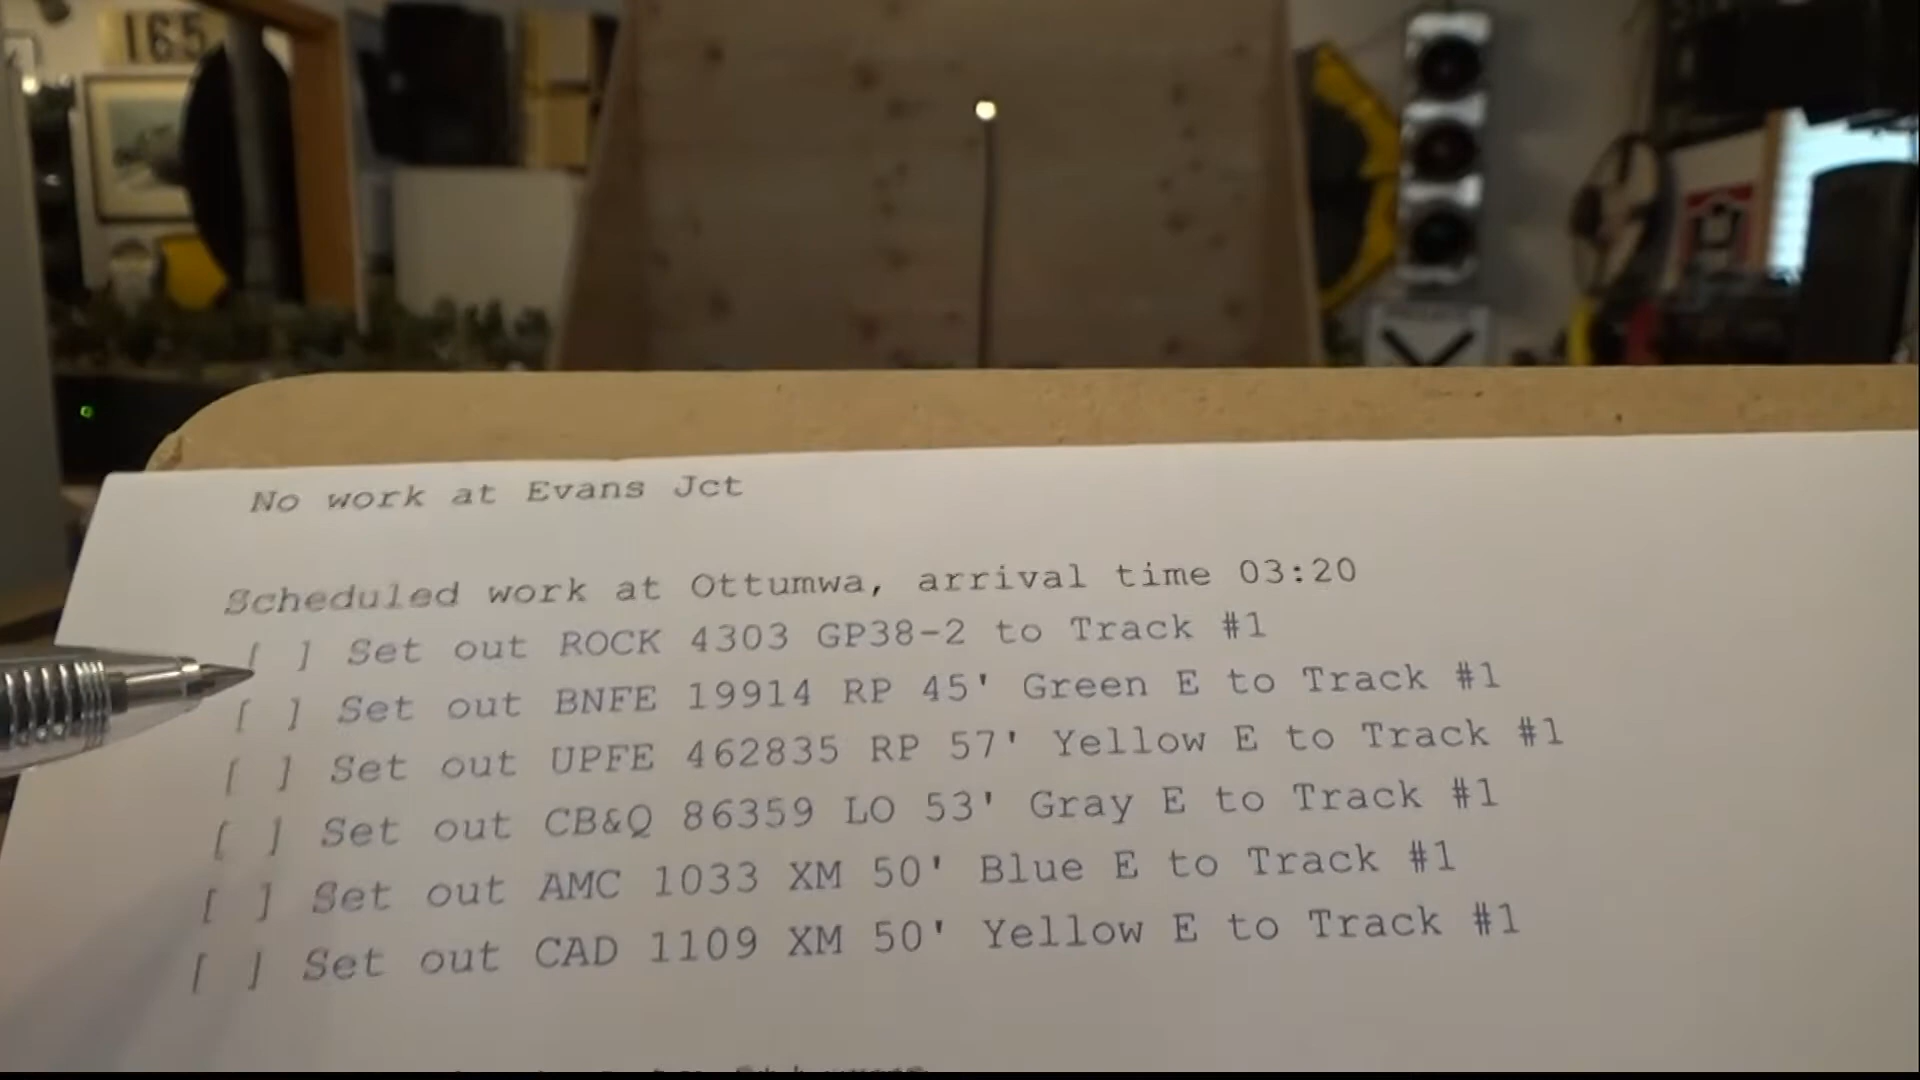 165
No work at Evans Jct
Scheduled work at Ottumwa, arrival time 03:20
[ ] Set out ROCK 4303 GP38-2 to Track #1
[ ] Set out BNFE 19914 RP 45' Green E to Track #1
[ ] Set out UPFE 462835 RP 57' Yellow E to Track #1
[ ] Set out CB&Q 86359 LO 53' Gray E to Track #1
[ ] Set out AMC 1033 XM 50' Blue E to Track #1
[ ] Set out CAD 1109 XM 50' Yellow E to Track #1